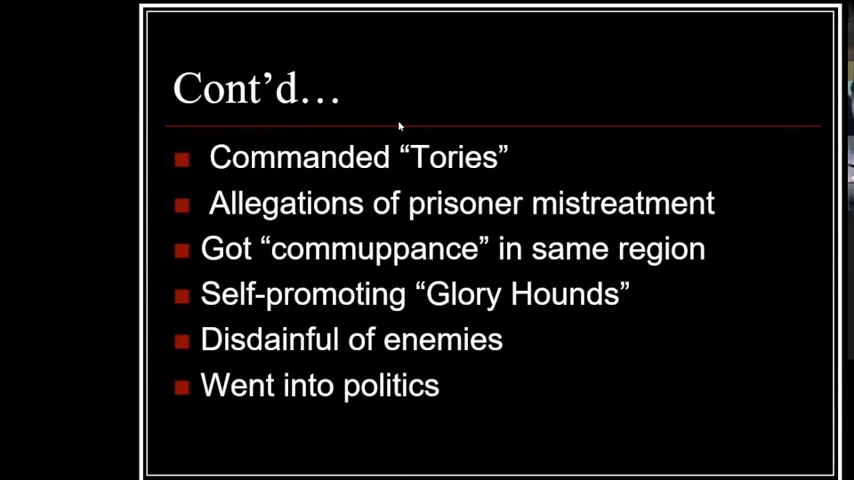 Cont’d…
Commanded “Tories”
Allegations of prisoner mistreatment
Got “commuppance” in same region
Self-promoting “Glory Hounds”
Disdainful of enemies
Went into politics